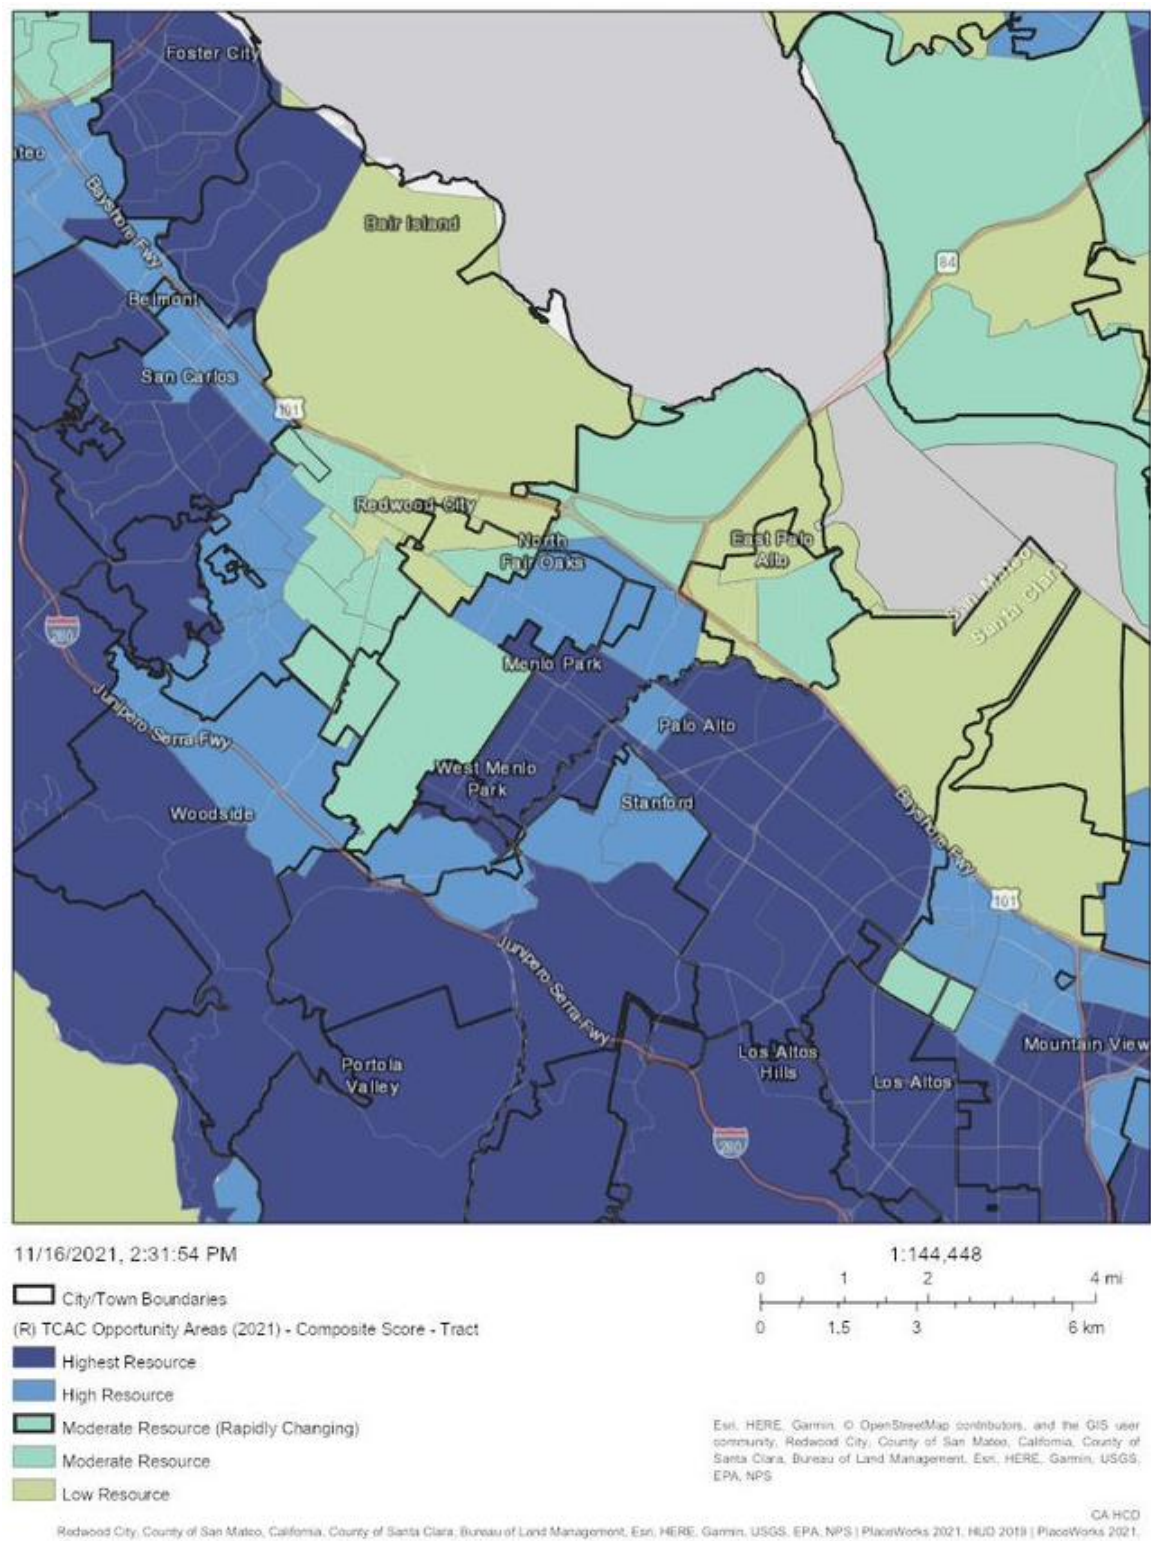 Foster City
ateo
Bayshore Fwy
Bair Island
84
Belmont
San Carlos
101
Redwood City
North
Fair Oaks
East Palo
Alto
San Mateo
Santa Clara
280
Menlo Park
Junipero Serra Fwy
Palo Alto
West Menlo
Park
Stanford
Woodside
Bayshore Fwy
101
Junipero Serra Fwy
Mountain View
Portola
Valley
Los Altos
Hills
Los Altos
280
11/16/2021, 2:31:54 PM
1:144,448
0 1 2 4 mi
0 1.5 3 6 km
City/Town Boundaries
(R) TCAC Opportunity Areas (2021) - Composite Score - Tract
Highest Resource
High Resource
Moderate Resource (Rapidly Changing)
Moderate Resource
Low Resource
Esri, HERE, Garmin, © OpenStreetMap contributors, and the GIS user
community, Redwood City, County of San Mateo, California, County of
Santa Clara, Bureau of Land Management, Esri, HERE, Garmin, USGS,
EPA, NPS
CA HCD
Redwood City, County of San Mateo, California, County of Santa Clara, Bureau of Land Management, Esri, HERE, Garmin, USGS, EPA, NPS | PlaceWorks 2021, HUD 2019 | PlaceWorks 2021,